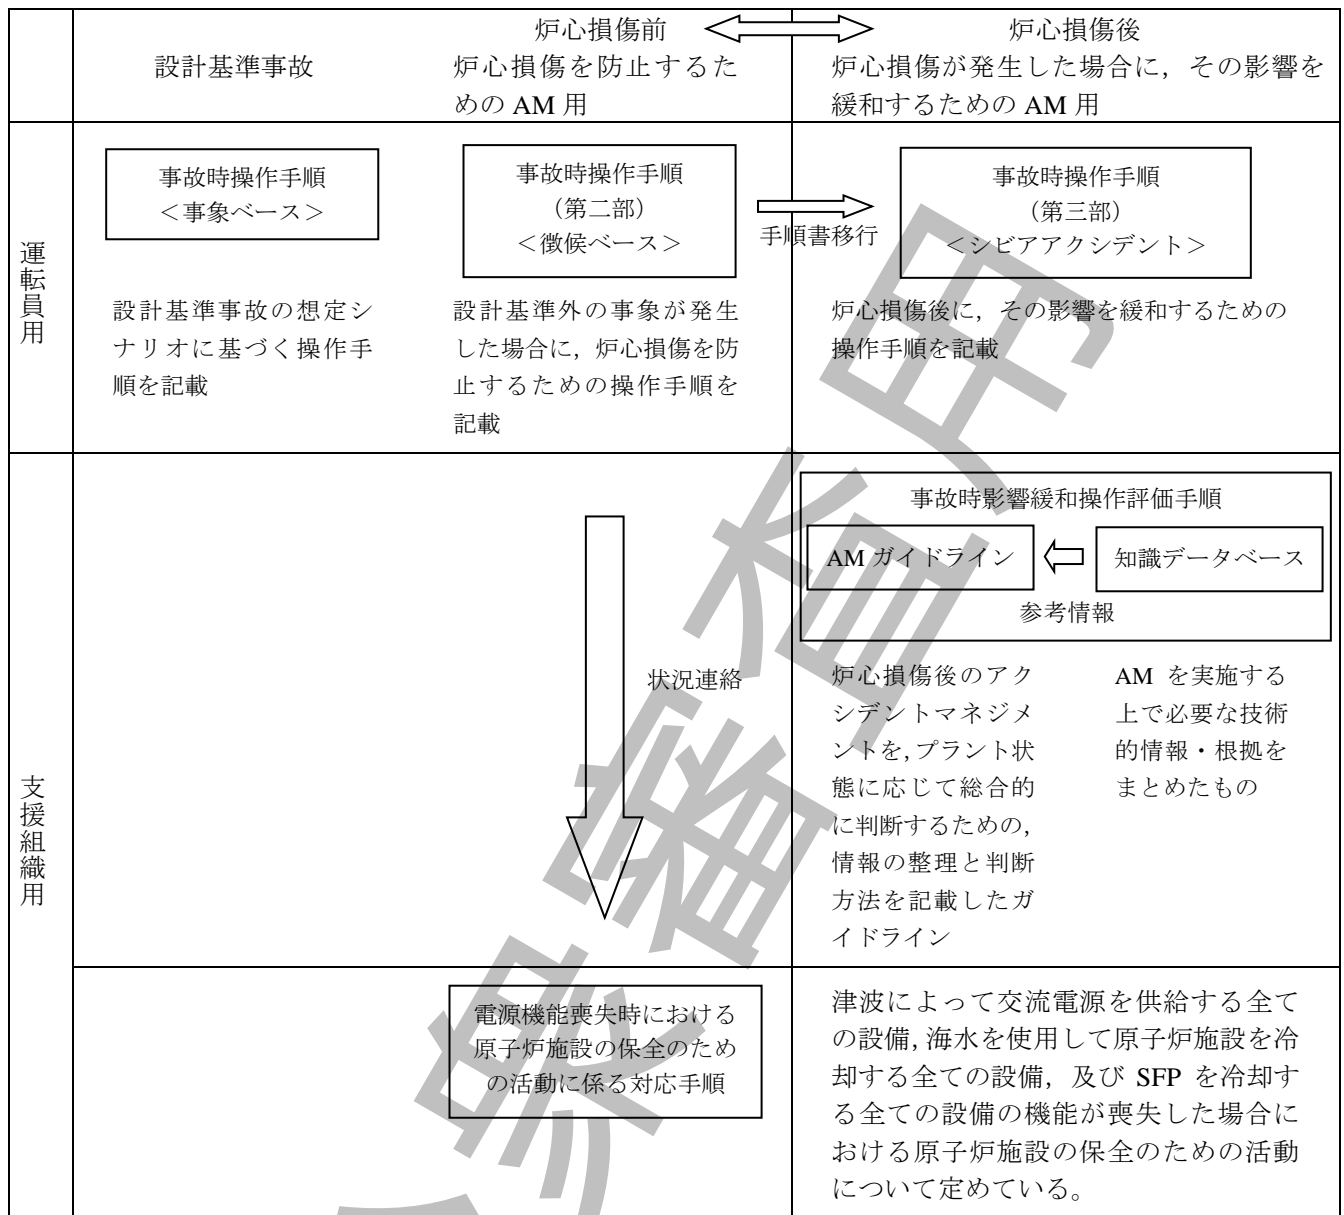 設計基準事故
炉心損傷前
炉心損傷を防止するた
めの AM 用
炉心損傷後
炉心損傷が発生した場合に，その影響を
緩和するための AM 用
運転員用
事故時操作手順
＜事象ベース＞
設計基準事故の想定シ
ナリオに基づく操作手
順を記載
事故時操作手順
（第二部）
＜徴候ベース＞
設計基準外の事象が発生
した場合に，炉心損傷を防
止するための操作手順を
記載
手順書移行
事故時操作手順
（第三部）
＜シビアアクシデント＞
炉心損傷後に，その影響を緩和するための
操作手順を記載
支援組織用
状況連絡
事故時影響緩和操作評価手順
AM ガイドライン
知識データベース
参考情報
炉心損傷後のアク
シデントマネジメ
ントを，プラント状
態に応じて総合的
に判断するための，
情報の整理と判断
方法を記載したガ
イドライン
AM を実施する
上で必要な技術
的情報・根拠を
まとめたもの
電源機能喪失時における
原子炉施設の保全のため
の活動に係る対応手順
津波によって交流電源を供給する全て
の設備，海水を使用して原子炉施設を冷
却する全ての設備，及び SFP を冷却す
る全ての設備の機能が喪失した場合に
おける原子炉施設の保全のための活動
について定めている。